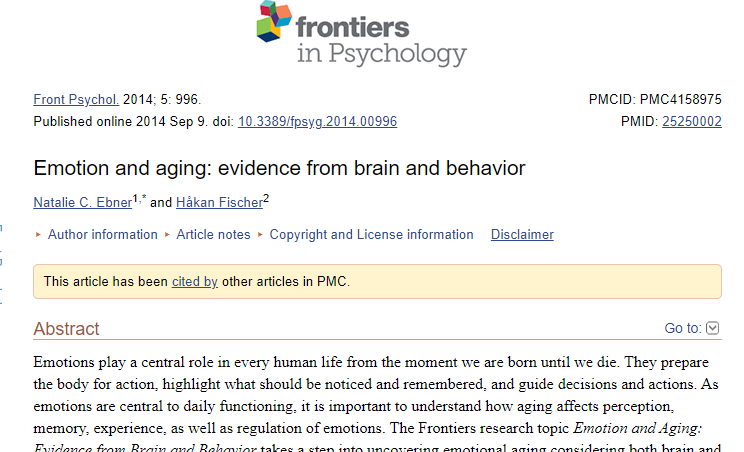 frontiers
in Psychology
Front Psychol. 2014; 5: 996. PMCID: PMC4158975
Published online 2014 Sep 9. doi: 10.3389/fpsyg.2014.00996 PMID: 25250002
Emotion and aging: evidence from brain and behavior
Natalie C. Ebner1,* and Håkan Fischer2
▸ Author information ▸ Article notes ▸ Copyright and License information Disclaimer
This article has been cited by other articles in PMC.
Abstract Go to:
Emotions play a central role in every human life from the moment we are born until we die. They prepare
the body for action, highlight what should be noticed and remembered, and guide decisions and actions. As
emotions are central to daily functioning, it is important to understand how aging affects perception,
memory, experience, as well as regulation of emotions. The Frontiers research topic Emotion and Aging:
Evidence from Brain and Behavior takes a step into uncovering emotional aging considering both brain and